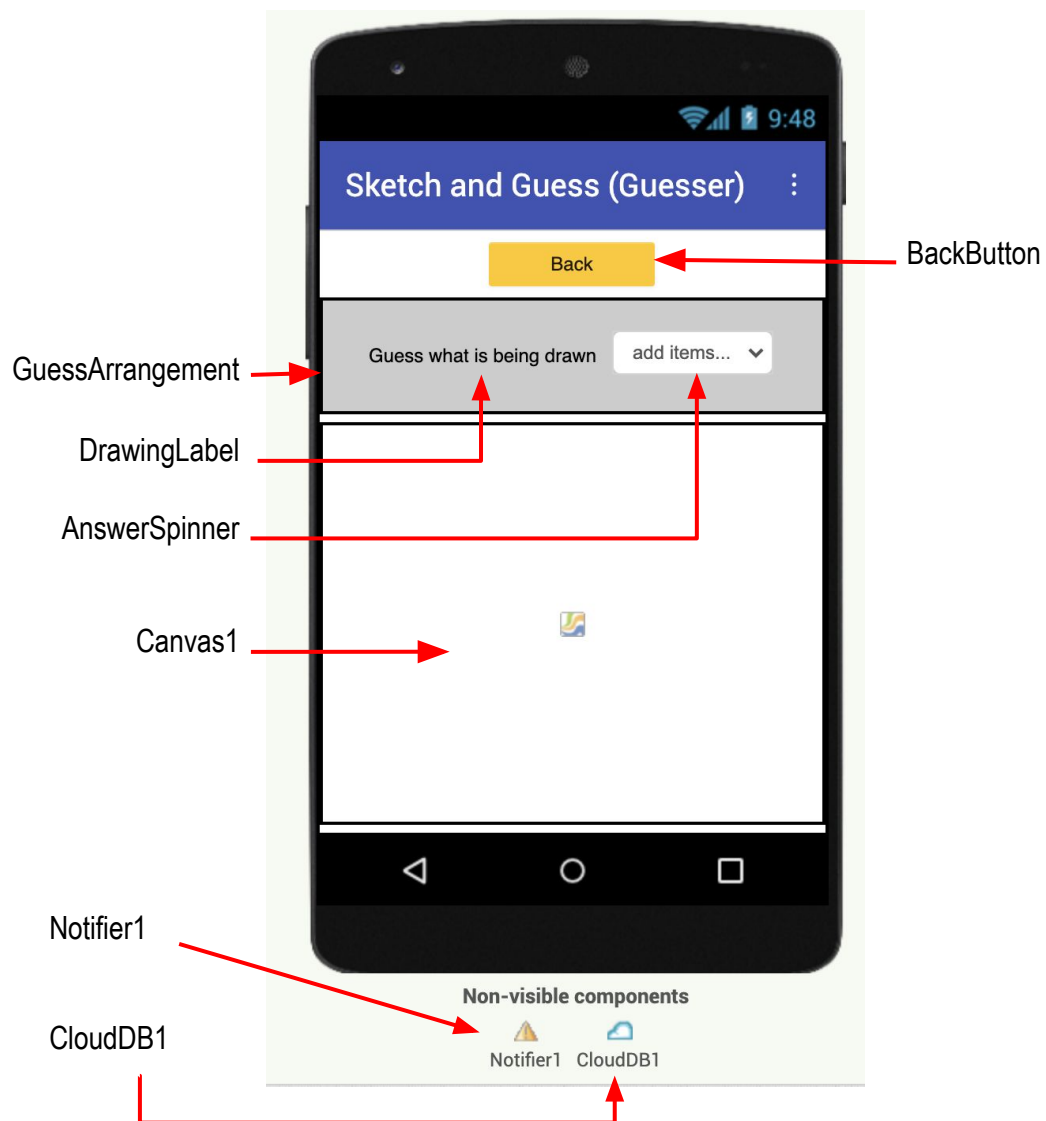 9:48
Sketch and Guess (Guesser)
Back
BackButton
Guess what is being drawn add items...
GuessArrangement
DrawingLabel
AnswerSpinner
Canvas1
Notifier1
Non-visible components
CloudDB1
Notifier1 CloudDB1